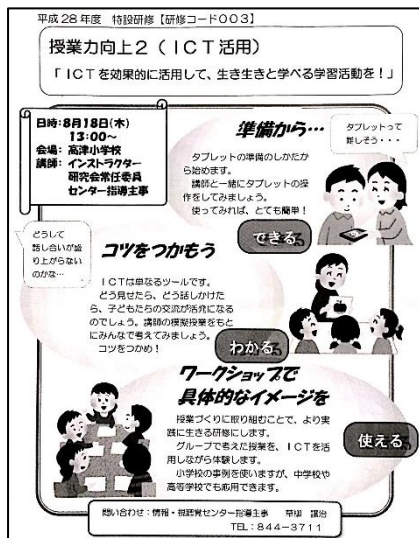 平成28年度　特設研修【研修コード003】
授業力向上2（ICT活用）
「ICTを効果的に活用して、生き生きと学べる学習活動を！」
日時：8月18日(木)
13:00～
会場：高津小学校
講師：インストラクター
研究会常任委員
センター指導主事
準備から…
タブレットの準備のしかたか
ら始めます。
講師と一緒にタブレットの操
作をしてみましょう。
使ってみれば、とても簡単！
タブレットって
難しそう・・・
できる
どうして
話し合いが盛
り上がらない
のかな…
コツをつかもう
ICTは単なるツールです。
どう見せたら、どう話しかけた
ら、子どもたちの交流が活発になる
のでしょう。講師の模擬授業をもと
にみんなで考えてみましょう。
コツをつかめ！
わかる
ワークショップで
具体的なイメージを
授業づくりに取り組むことで、より実
践に生きる研修にします。
グループで考えた授業を、ICTを活
用しながら体験します。
小学校の事例を使いますが、中学校や
高等学校でも応用できます。
使える
問い合わせ：情報・視聴覚センター指導主事　草柳　譲治
TEL：844－3711